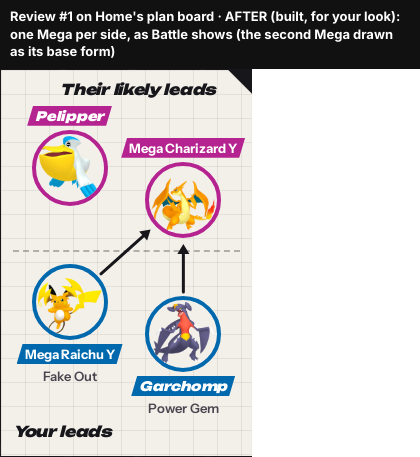 Review #1 on Home's plan board · AFTER (built, for your look):
one Mega per side, as Battle shows (the second Mega drawn
as its base form)
Their likely leads
Pelipper
Mega Charizard Y
Mega Raichu Y
Fake Out
Garchomp
Power Gem
Your leads